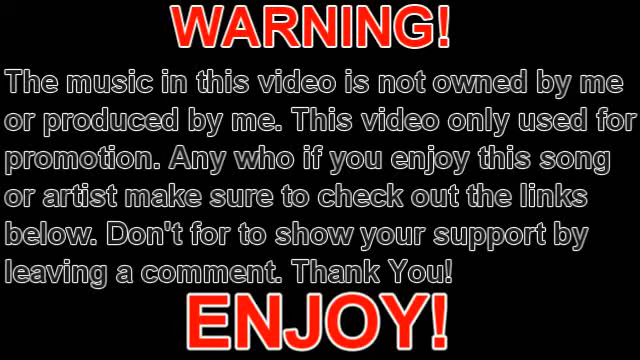 WARNING!
The music in this video is not owned by me
or produced by me. This video only used for
promotion. Any who if you enjoy this song
or artist make sure to check out the links
below. Don't for to show your support by
leaving a comment. Thank You!
ENJOY!